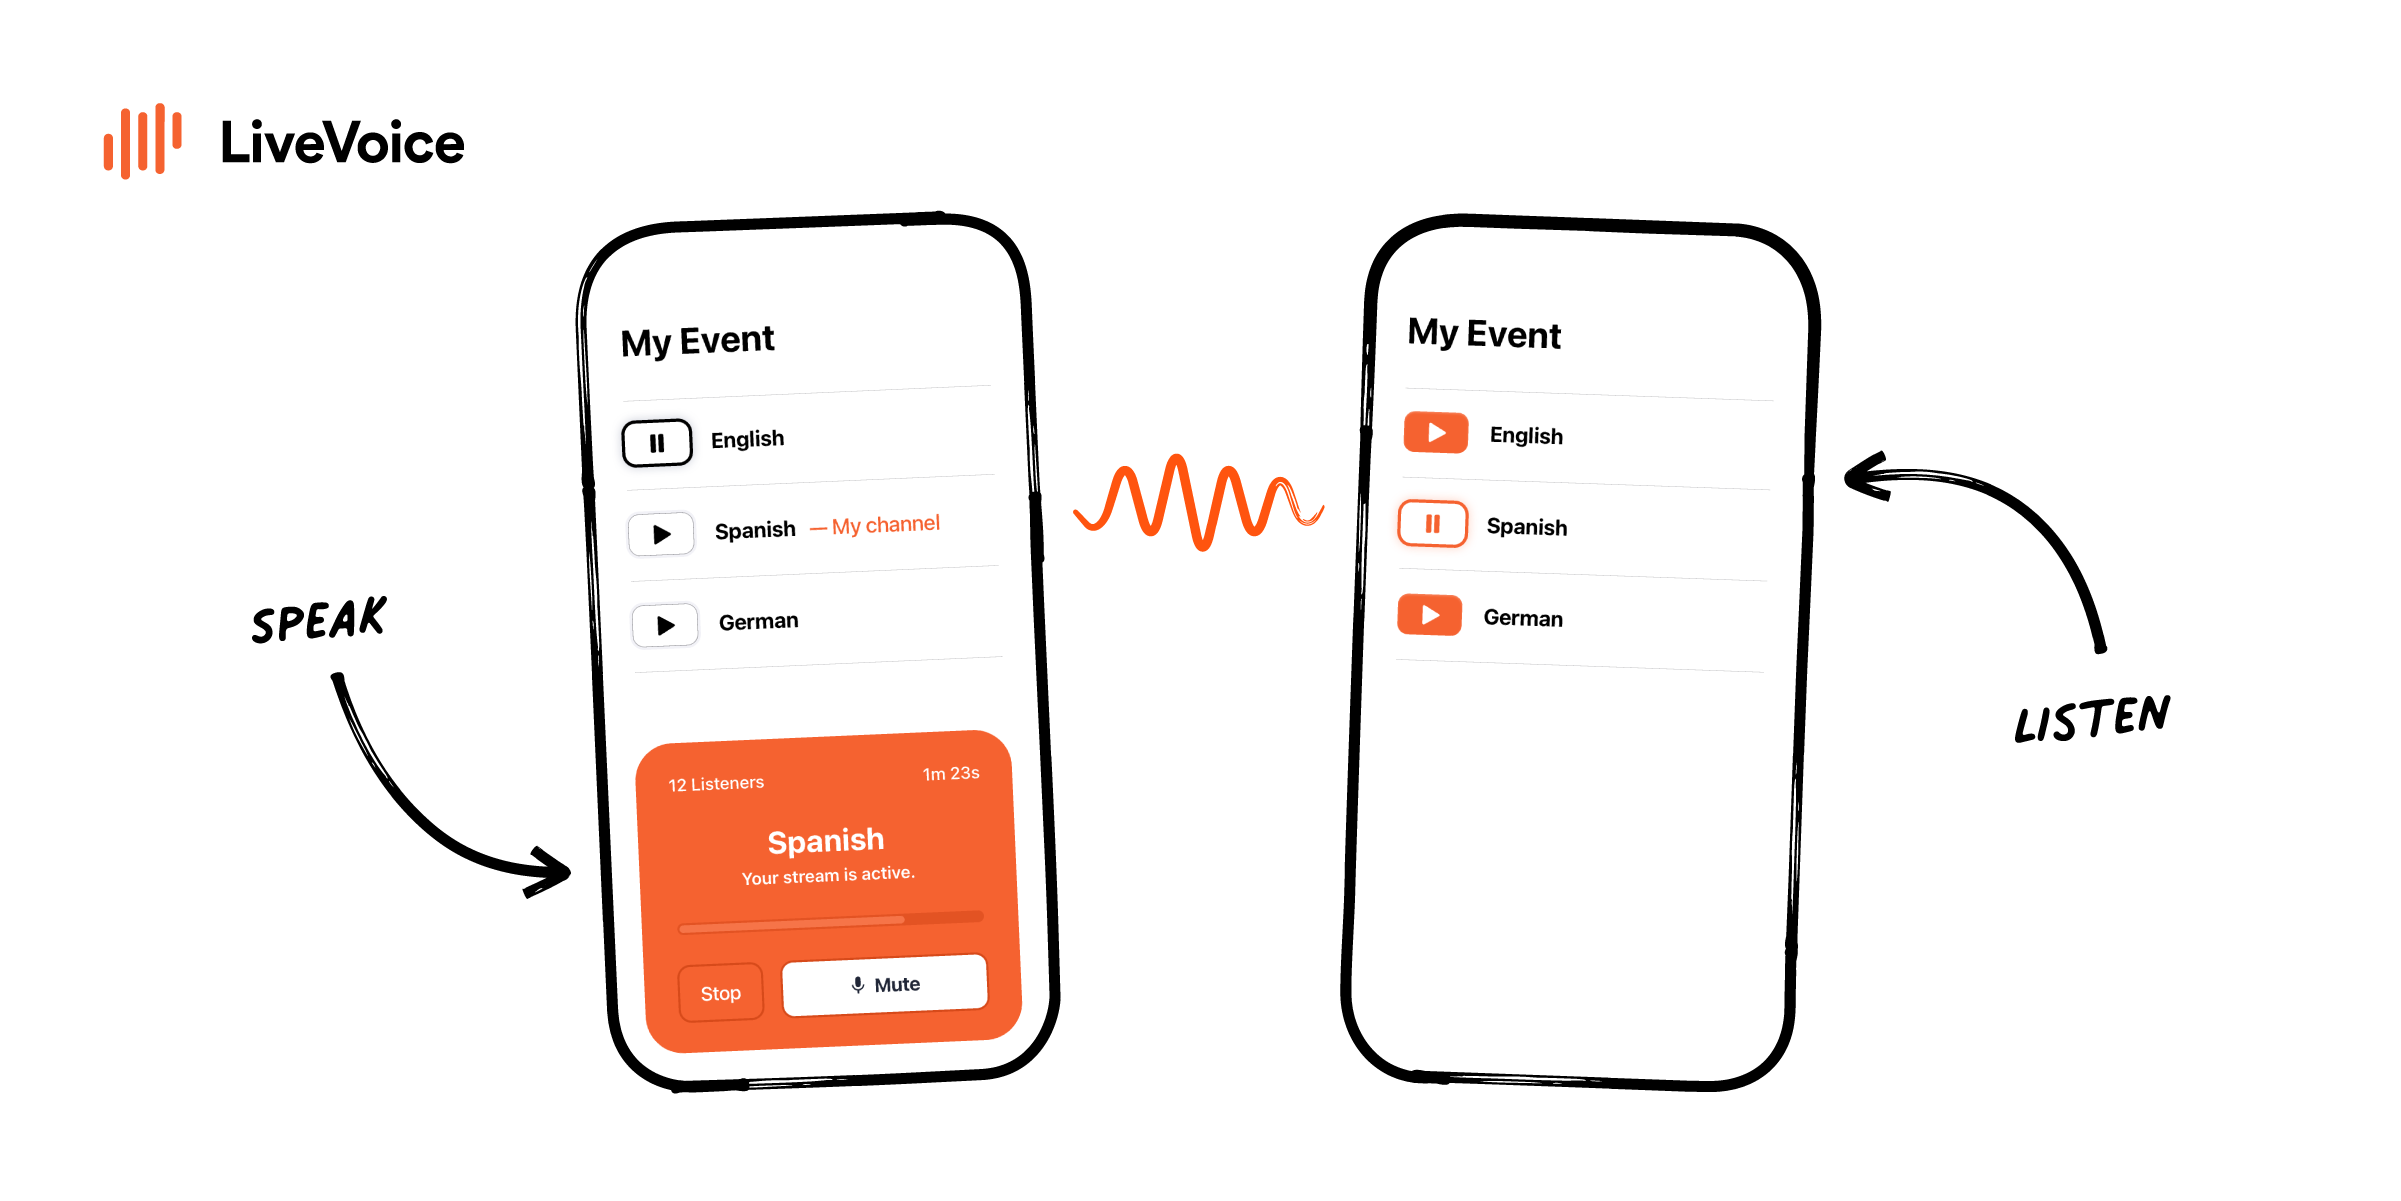 LiveVoice
SPEAK
My Event
English
Spanish — My channel
German
12 Listeners 1m 23s
Spanish
Your stream is active.
Stop Mute
My Event
English
Spanish
German
LISTEN